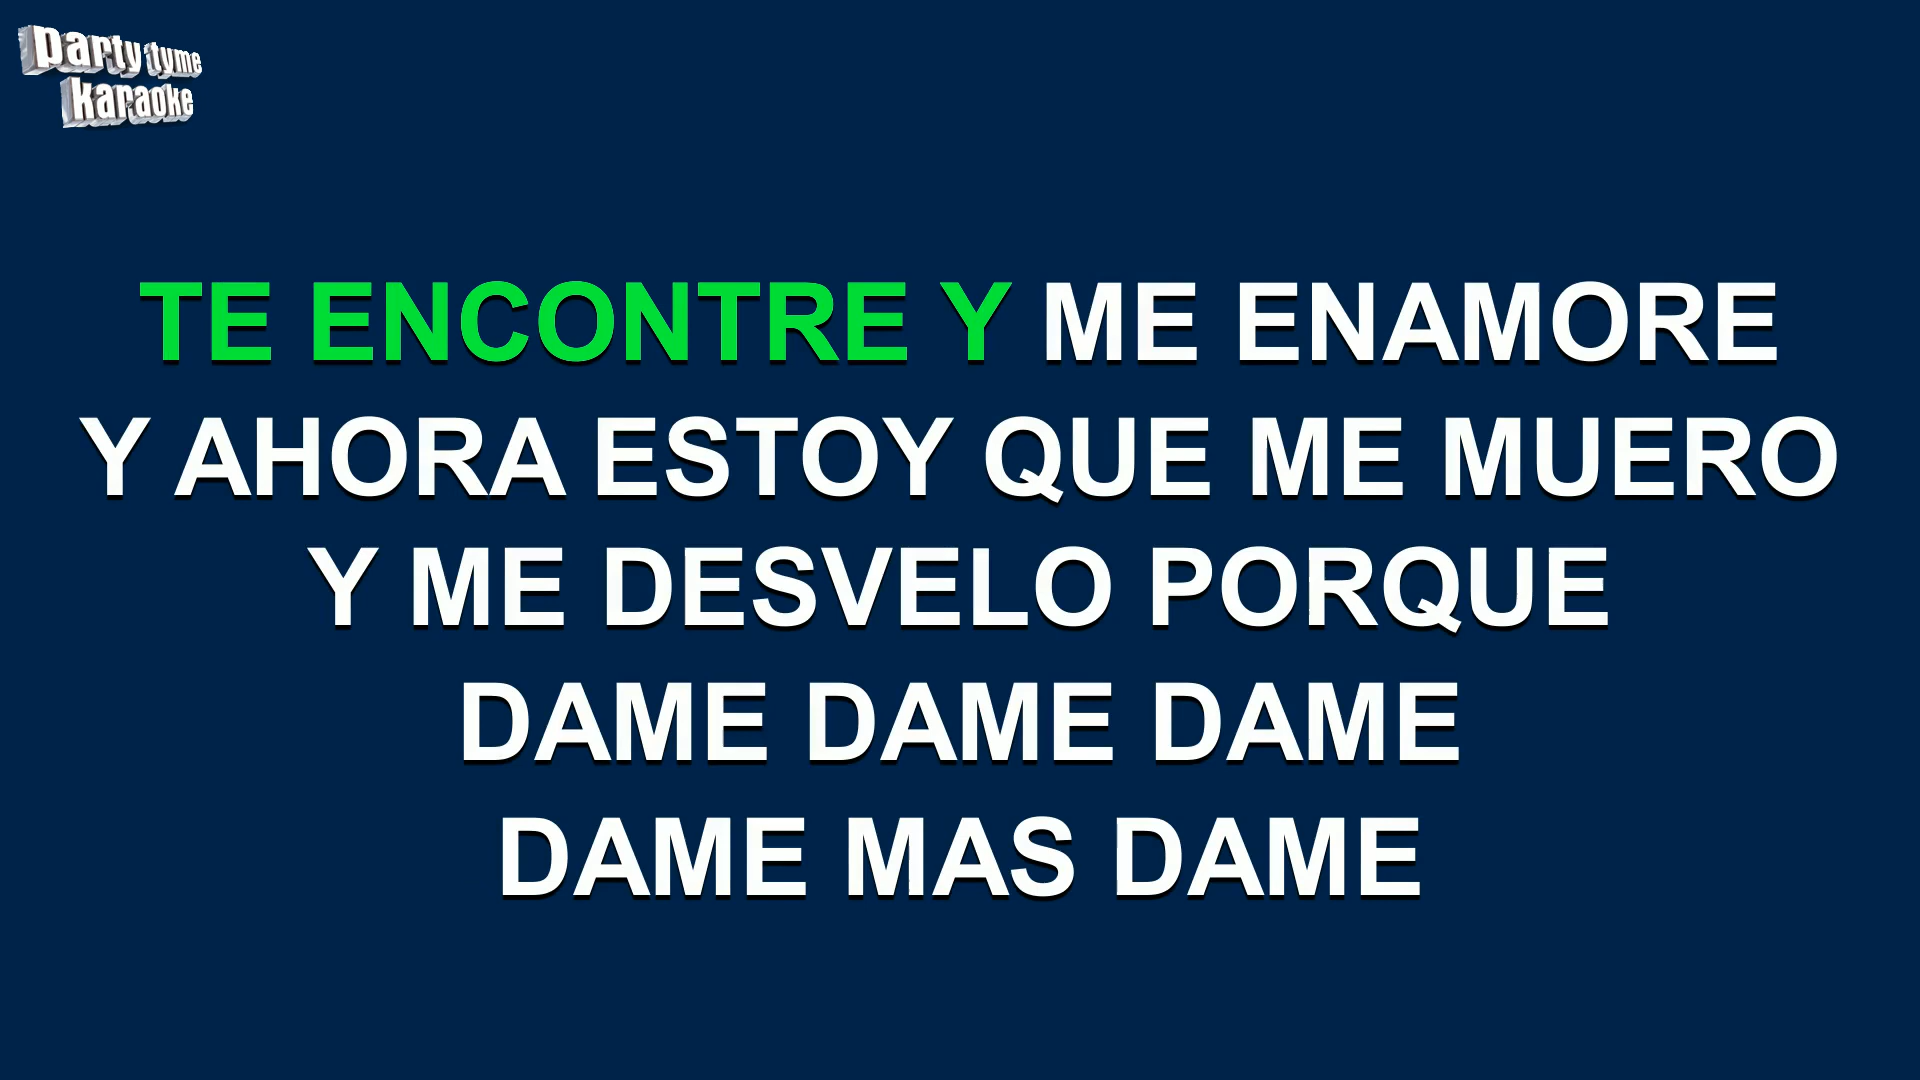 party tyme
karaoke
TE ENCONTRE Y ME ENAMORE
Y AHORA ESTOY QUE ME MUERO
Y ME DESVELO PORQUE
DAME DAME DAME
DAME MAS DAME